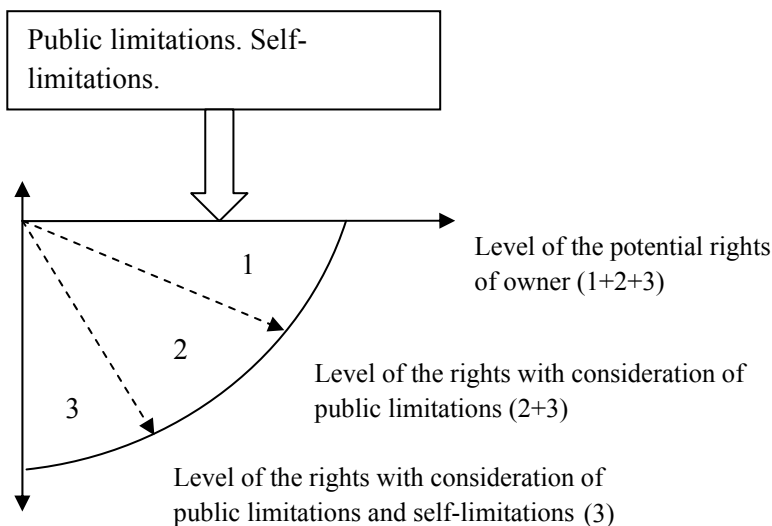 Public limitations. Self-
limitations.
1
Level of the potential rights
of owner (1+2+3)
2
Level of the rights with consideration of
public limitations (2+3)
3
Level of the rights with consideration of
public limitations and self-limitations (3)